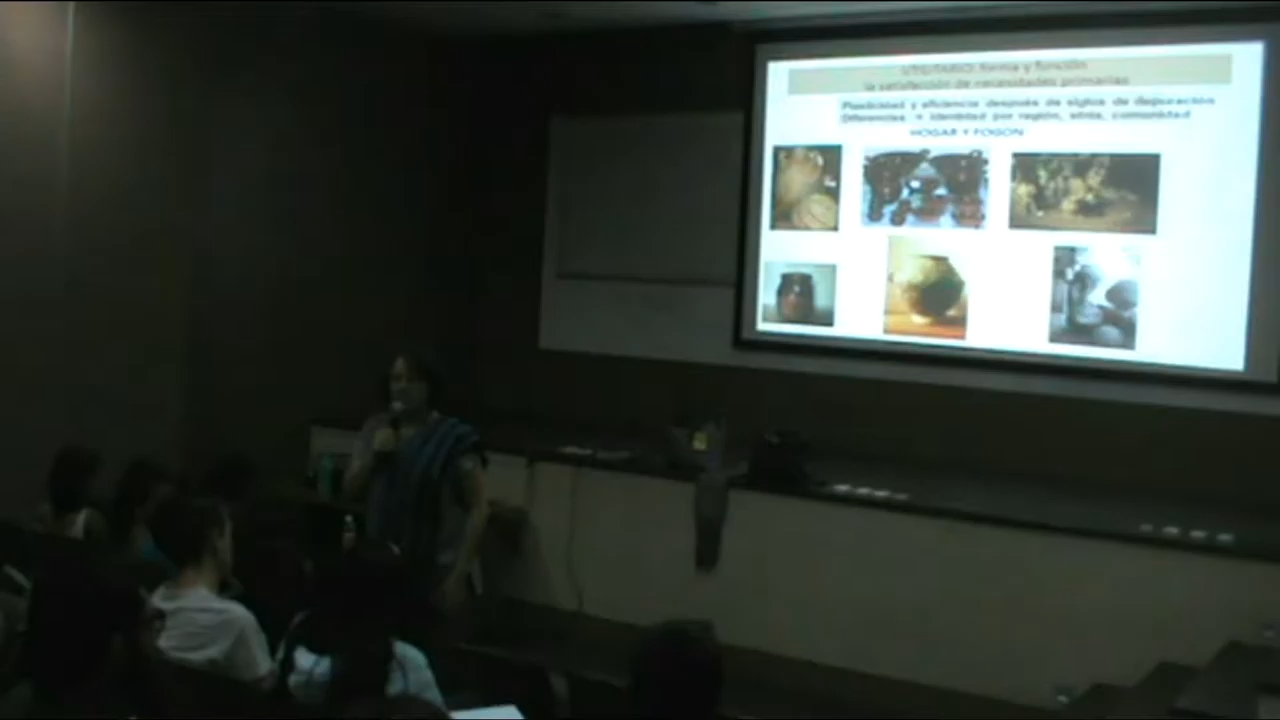 UTILITARIO: forma y función
la satisfacción de necesidades primarias
Plasticidad y eficiencia después de siglos de depuración
Diferencias = identidad por región, etnia, comunidad
HOGAR Y FOGON